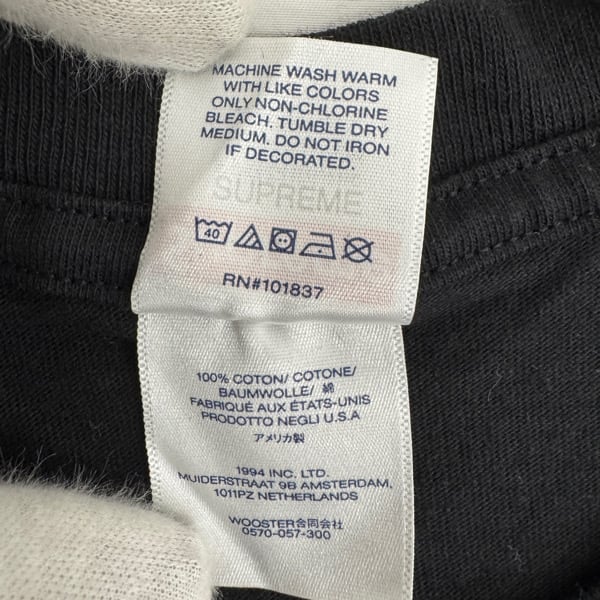 MACHINE WASH WARM
WITH LIKE COLORS
ONLY NON-CHLORINE
BLEACH. TUMBLE DRY
MEDIUM. DO NOT IRON
IF DECORATED.
SUPREME
40
RN#101837
100% COTTON/ COTONE/
BAUMWOLLE/ 綿
FABRIQUÉ AUX ÉTATS-UNIS
PRODOTTO NEGLI U.S.A
アメリカ製
1994 INC. LTD.
MUIDERSTRAAT 9B AMSTERDAM,
1011PZ NETHERLANDS
WOOSTER合同会社
0570-057-300